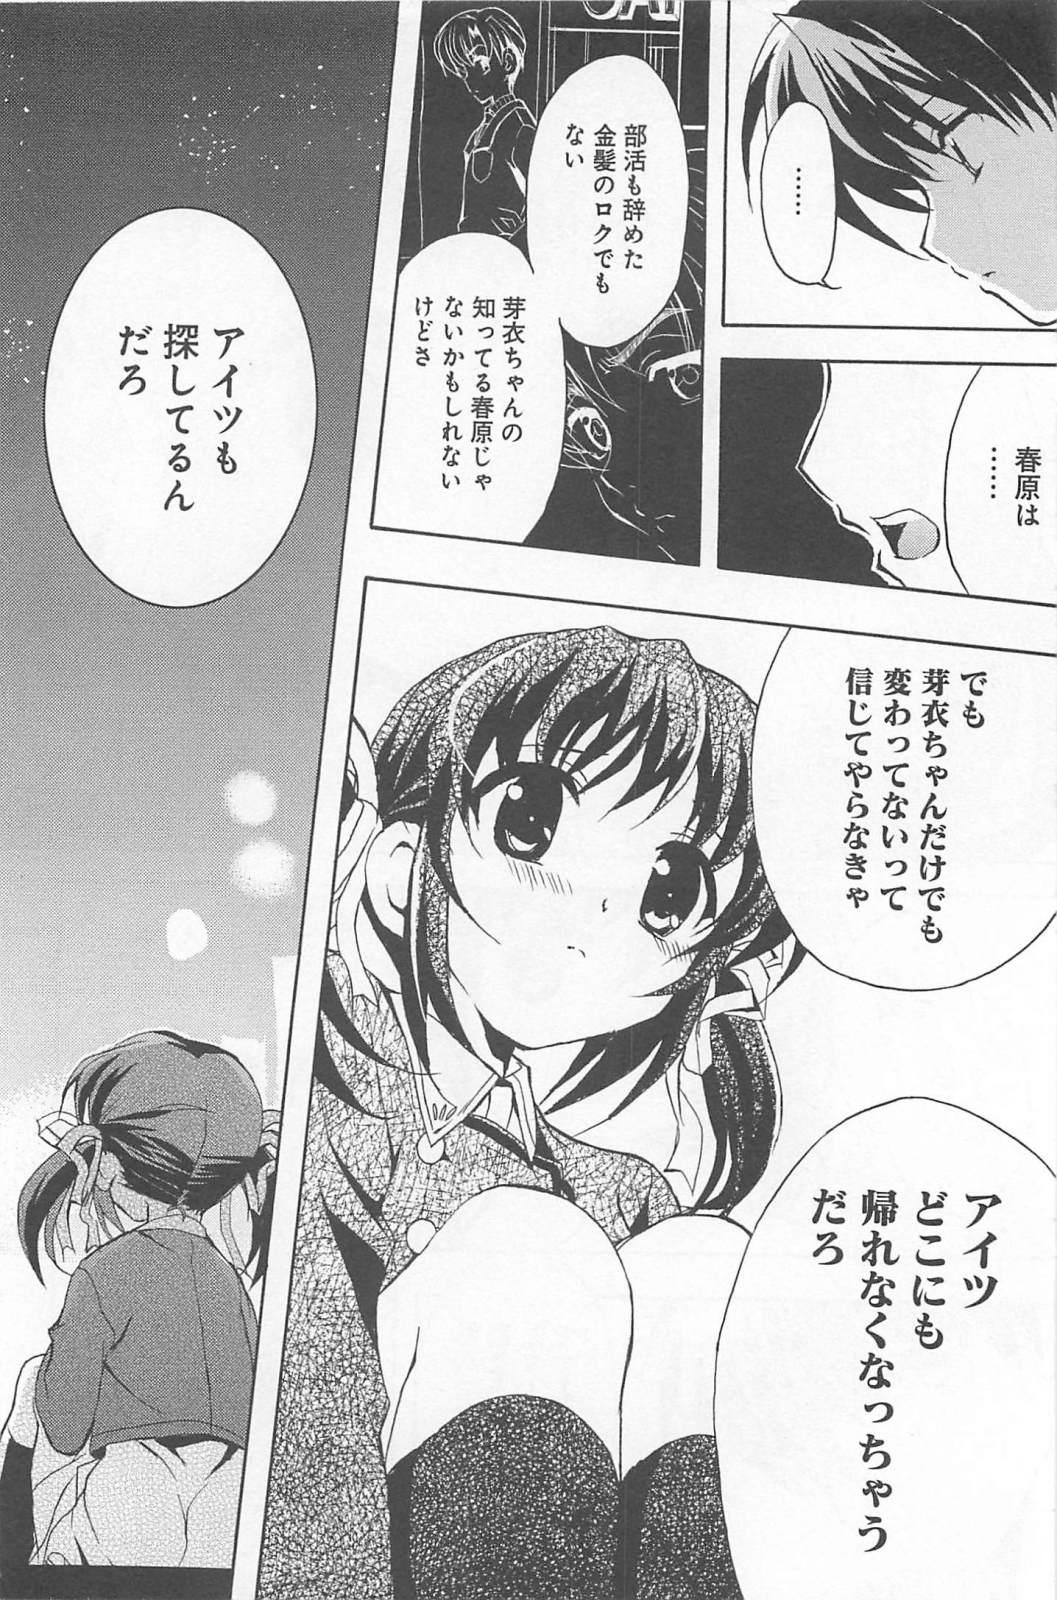 ……
春原は
……
部活も辞めた
金髪のロクでも
ない
芽衣ちゃんの
知ってる春原じゃ
ないかもしれない
けどさ
でも
芽衣ちゃんだけでも
変わってないって
信じてやらなきゃ
アイツ
どこにも
帰れなくなっちゃう
だろ
アイツも
探してるん
だろ